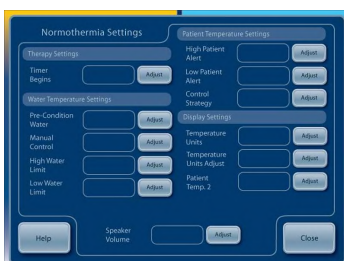 Normothermia Settings
Therapy Settings
Timer
Begins
Adjust
Water Temperature Settings
Pre-Condition
Water
Adjust
Manual
Control
Adjust
High Water
Limit
Adjust
Low Water
Limit
Adjust
Patient Temperature Settings
High Patient
Alert
Adjust
Low Patient
Alert
Adjust
Control
Strategy
Adjust
Display Settings
Temperature
Units
Adjust
Temperature
Units Adjust
Adjust
Patient
Temp. 2
Adjust
Help
Speaker
Volume
Adjust
Close